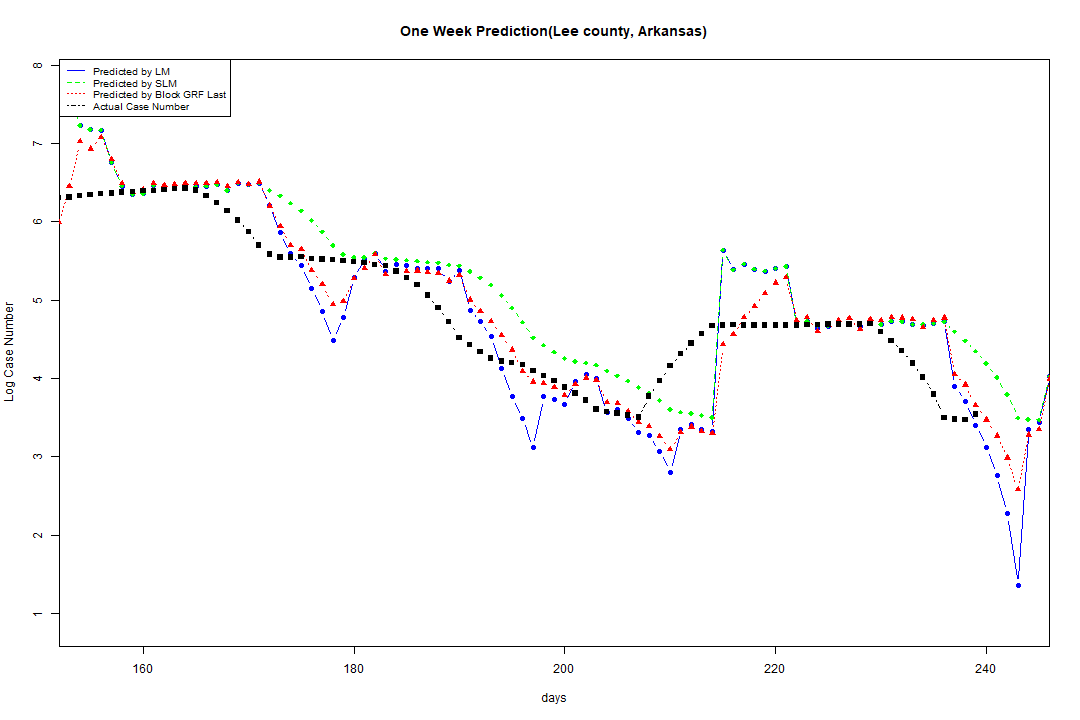 One Week Prediction(Lee county, Arkansas)
Predicted by LM
Predicted by SLM
Predicted by Block GRF Last
Actual Case Number
Log Case Number
8
7
6
5
4
3
2
1
160 180 200 220 240
days